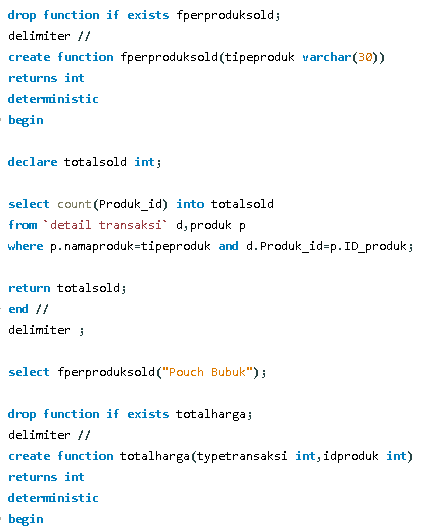 drop function if exists fperproduksold;
delimiter //
create function fperproduksold(tipeproduk varchar(30))
returns int
deterministic
begin
declare totalsold int;
select count(Produk_id) into totalsold
from `detail transaksi` d,produk p
where p.namaproduk=tipeproduk and d.Produk_id=p.ID_produk;
return totalsold;
end //
delimiter ;
select fperproduksold("Pouch Bubuk");
drop function if exists totalharga;
delimiter //
create function totalharga(typetransaksi int,idproduk int)
returns int
deterministic
begin